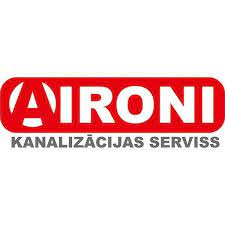 AIRONI
KANALIZĀCIJAS SERVISS